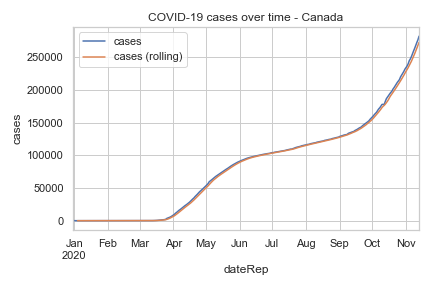 COVID-19 cases over time - Canada
cases
cases (rolling)
250000
200000
150000
100000
50000
0
cases
Jan Feb Mar Apr May Jun Jul Aug Sep Oct Nov
2020
dateRep